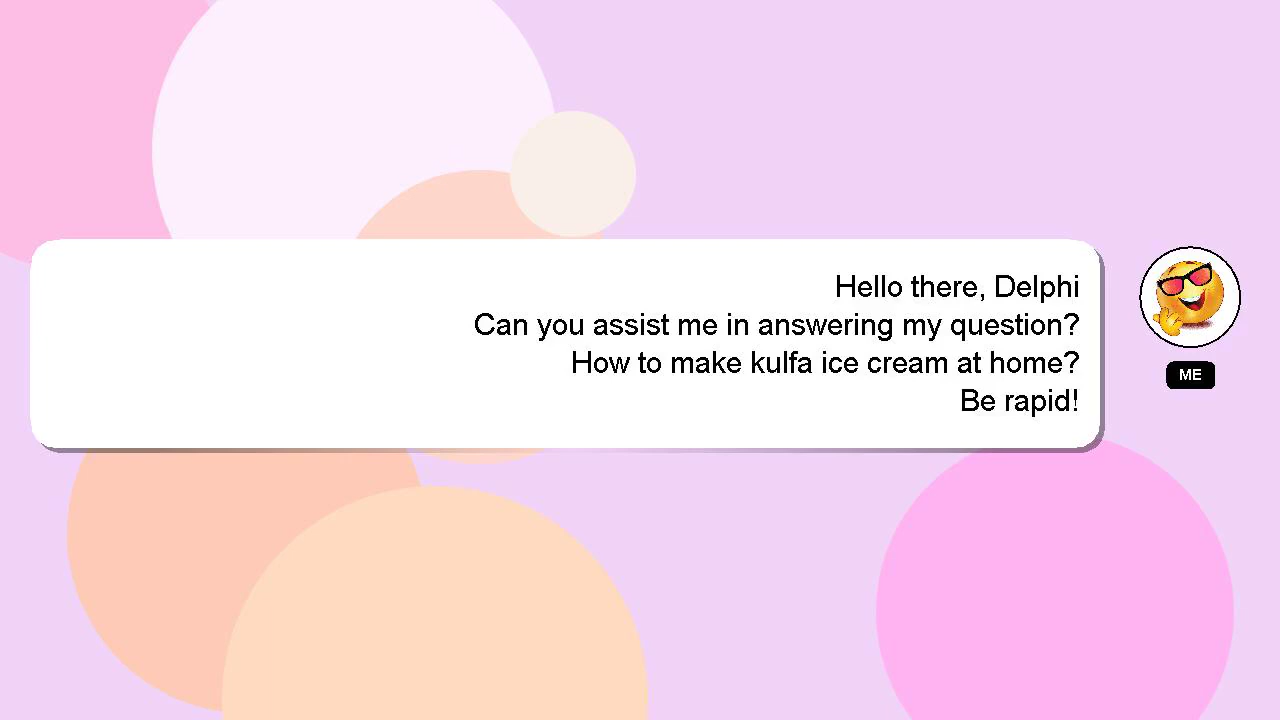 Hello there, Delphi
Can you assist me in answering my question?
How to make kulfa ice cream at home?
Be rapid!
ME